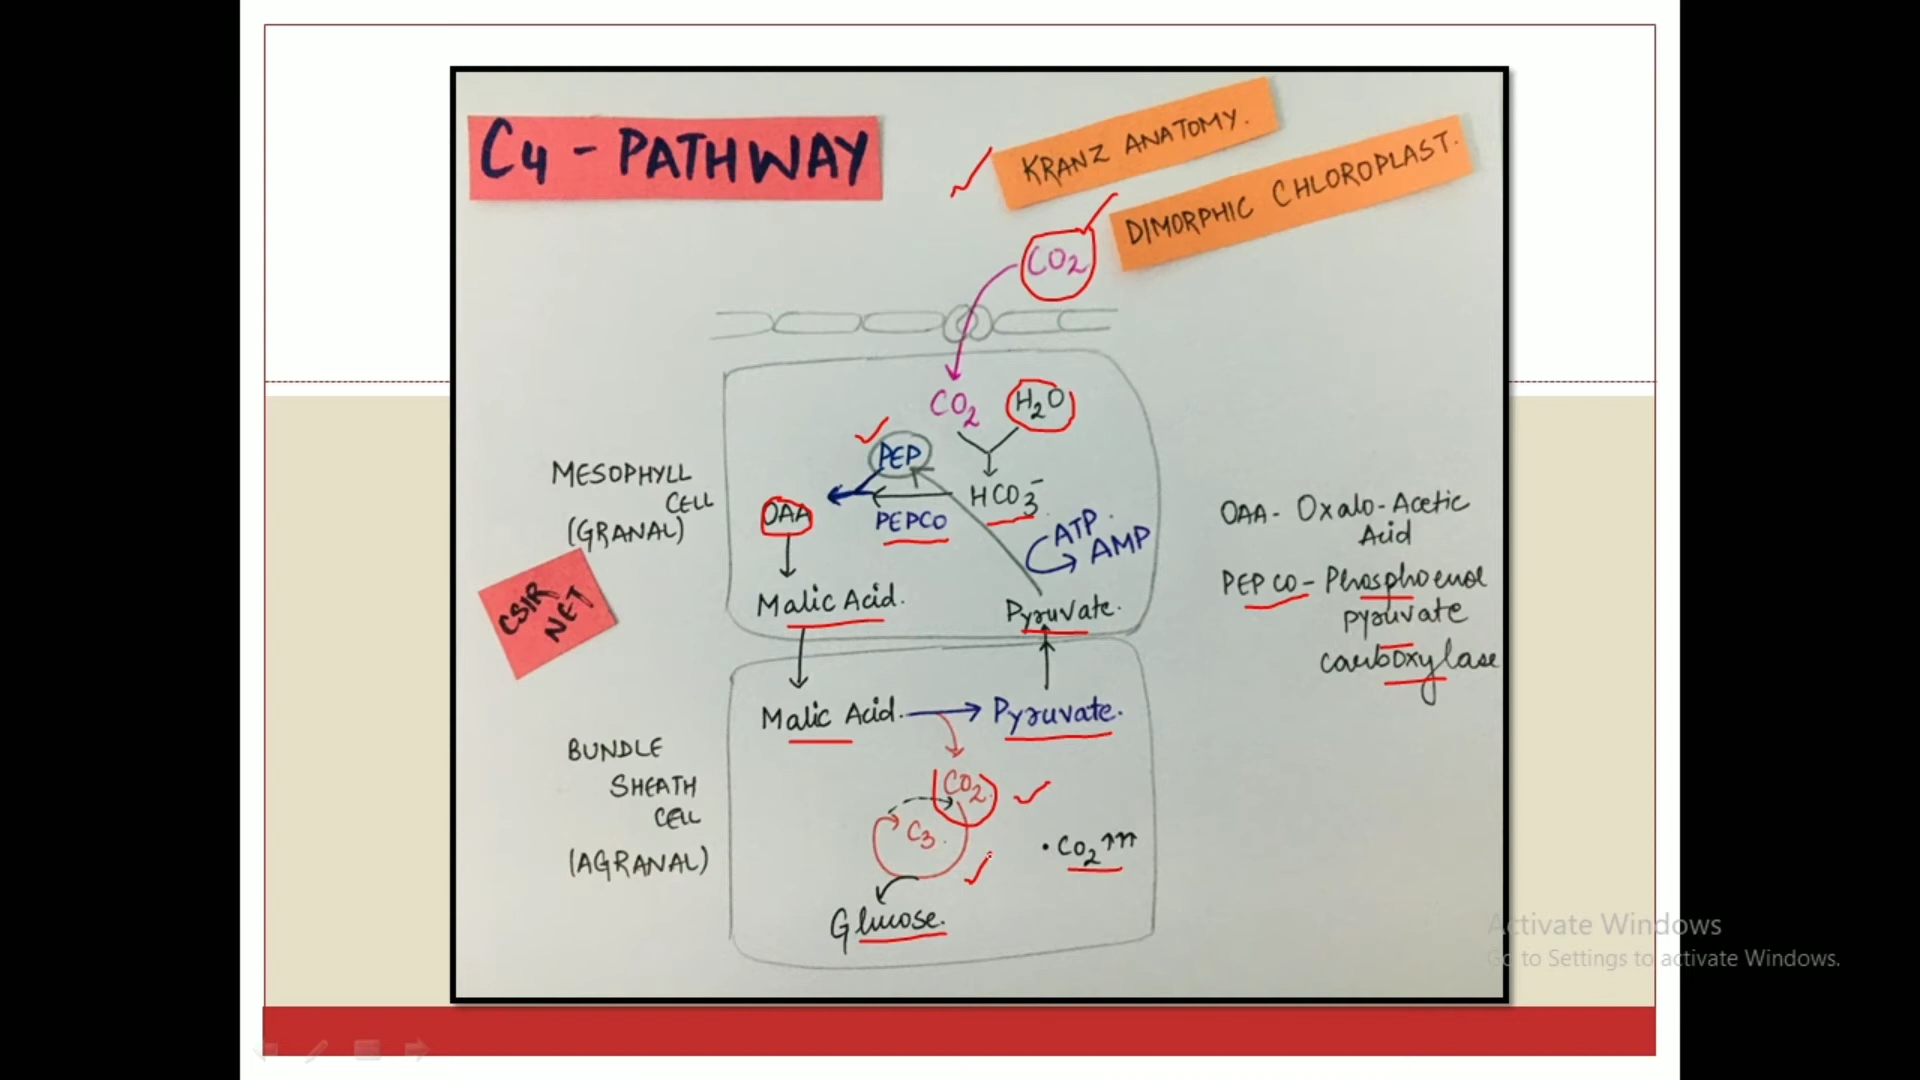 C4 - PATHWAY
KRANZ ANATOMY.
DIMORPHIC CHLOROPLAST.
CO2
CO2
H2O
PEP
HCO3-
MESOPHYLL
CELL
(GRANAL)
OAA
PEPCO
ATP
AMP
OAA- Oxalo-Acetic
Acid
PEPCO- Phosphoenol
pyruvate
carboxylase
CSIR
NET
Malic Acid.
Pyruvate.
Malic Acid.
Pyruvate.
BUNDLE
SHEATH
CELL
(AGRANAL)
CO2
C3
• CO2 ↑↑↑
Glucose.
Activate Windows
Go to Settings to activate Windows.